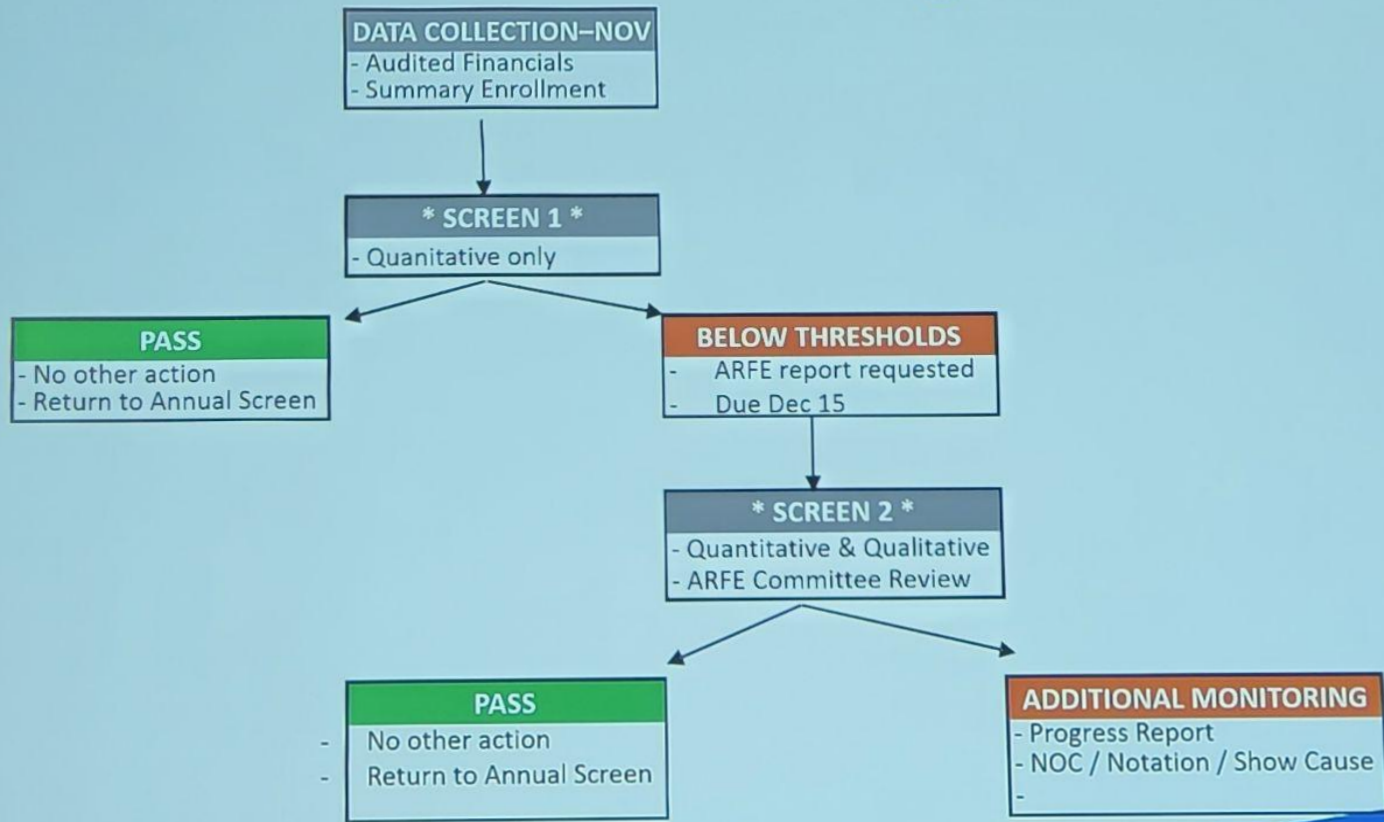 DATA COLLECTION–NOV
- Audited Financials
- Summary Enrollment
* SCREEN 1 *
- Quanitative only
PASS
- No other action
- Return to Annual Screen
BELOW THRESHOLDS
- ARFE report requested
- Due Dec 15
* SCREEN 2 *
- Quantitative & Qualitative
- ARFE Committee Review
PASS
- No other action
- Return to Annual Screen
ADDITIONAL MONITORING
- Progress Report
- NOC / Notation / Show Cause
-